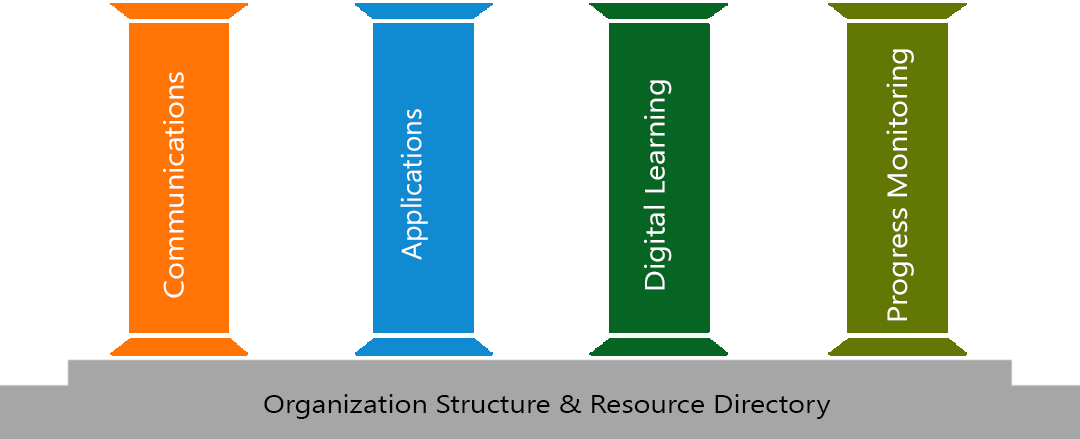 Communications
Applications
Digital Learning
Progress Monitoring
Organization Structure & Resource Directory